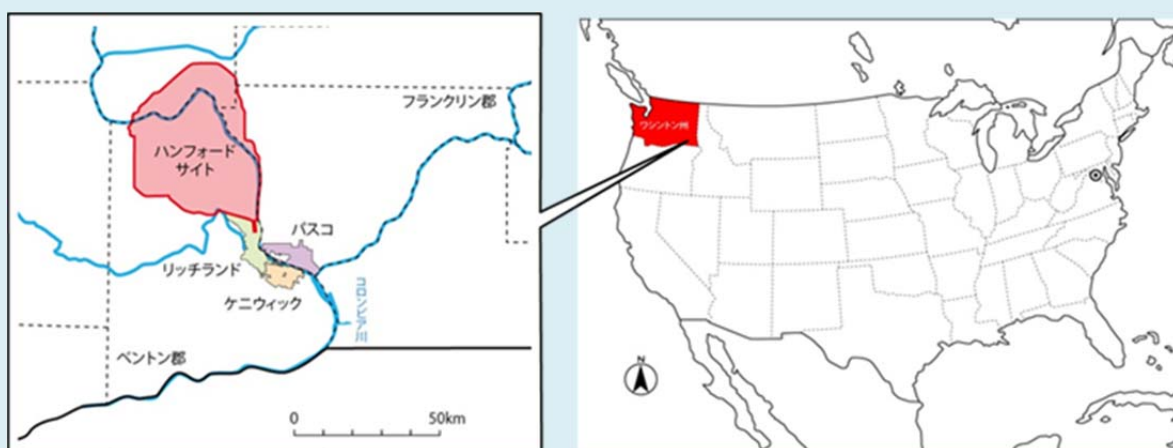 フランクリン郡
ハンフォード
サイト
パスコ
リッチランド
ケニウィック
コロンビア川
ベントン郡
0 50km
ワシントン州
N